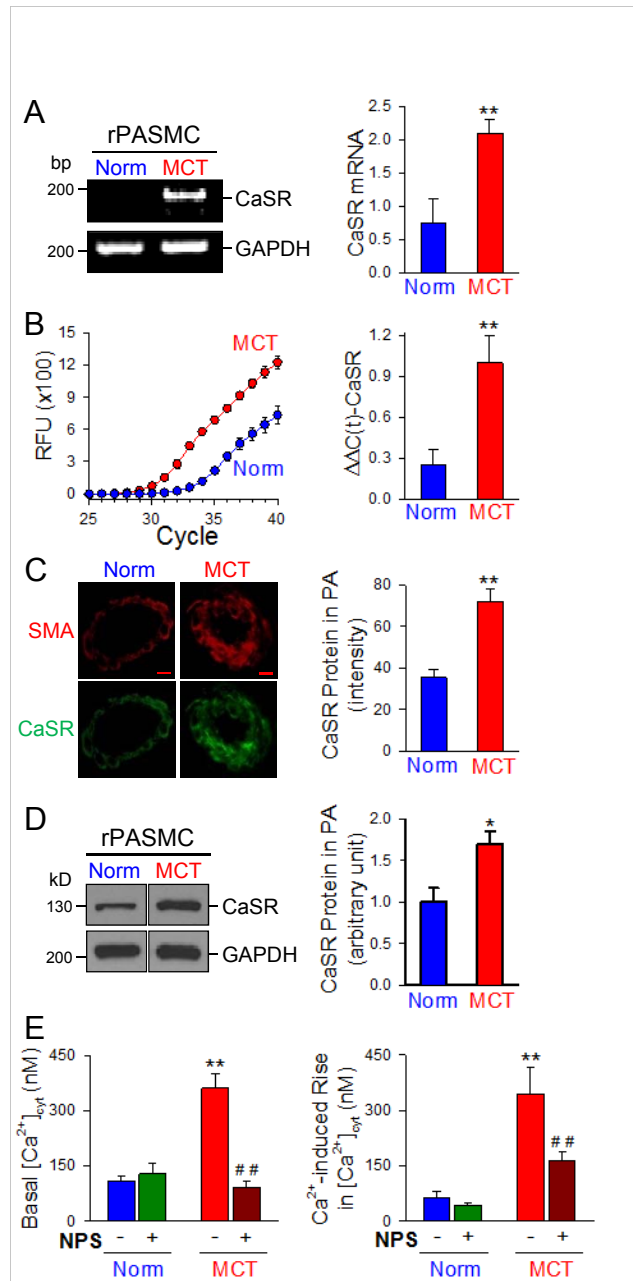 A
rPASMC
bp
Norm MCT
200
CaSR
200
GAPDH
CaSR mRNA
2.5
2.0
1.5
1.0
0.5
0.0
**
Norm MCT
B
RFU (x100)
15
12
9
6
3
0
MCT
Norm
25 30 35 40
Cycle
ΔΔC(t)-CaSR
1.2
0.9
0.6
0.3
0.0
**
Norm MCT
C
Norm MCT
SMA
CaSR
CaSR Protein in PA
(intensity)
80
60
40
20
0
**
Norm MCT
D
rPASMC
kD
Norm MCT
130
CaSR
200
GAPDH
CaSR Protein in PA
(arbitrary unit)
2.0
1.5
1.0
0.5
0.0
*
Norm MCT
E
Basal [Ca2+]cyt (nM)
450
300
150
0
**
##
NPS - + - +
Norm MCT
Ca2+-induced Rise
in [Ca2+]cyt (nM)
450
300
150
0
**
##
NPS - + - +
Norm MCT